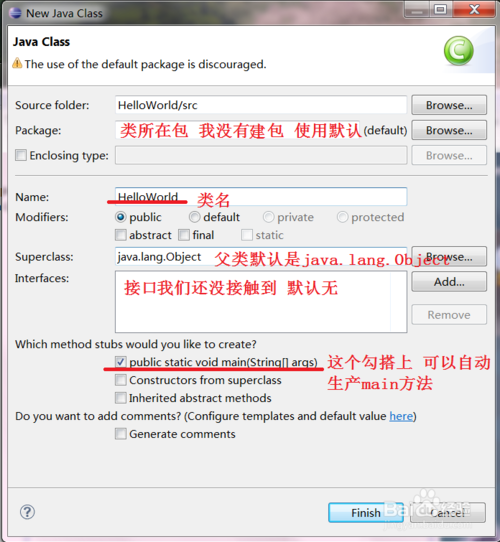 New Java Class
Java Class
The use of the default package is discouraged.
Source folder: HelloWorld/src Browse...
Package: 类所在包 我没有建包 使用默认 (default) Browse...
Enclosing type: Browse...
Name: HelloWorld 类名
Modifiers: public default private protected
abstract final static
Superclass: java.lang.Object 父类默认是java.lang.Object Browse...
Interfaces: 接口我们还没接触到 默认无 Add...
Remove
Which method stubs would you like to create?
public static void main(String[] args) 这个勾搭上 可以自动
Constructors from superclass 生产main方法
Inherited abstract methods
Do you want to add comments? (Configure templates and default value here)
Generate comments
Finish Cancel